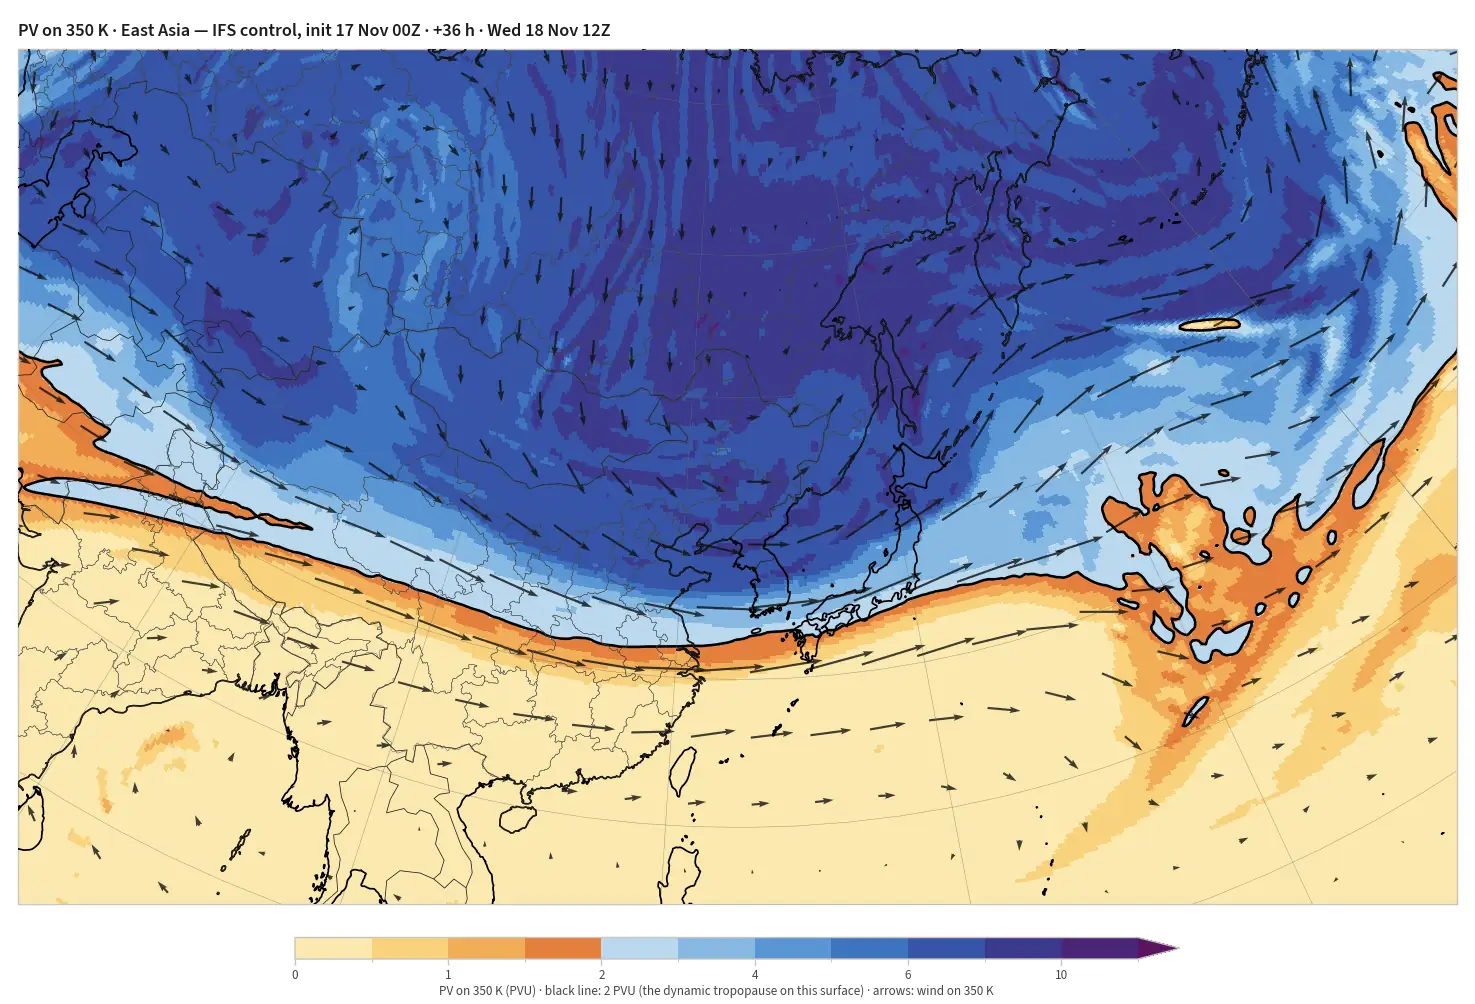 PV on 350 K · East Asia — IFS control, init 17 Nov 00Z · +36 h · Wed 18 Nov 12Z
0 1 2 4 6 10
PV on 350 K (PVU) · black line: 2 PVU (the dynamic tropopause on this surface) · arrows: wind on 350 K